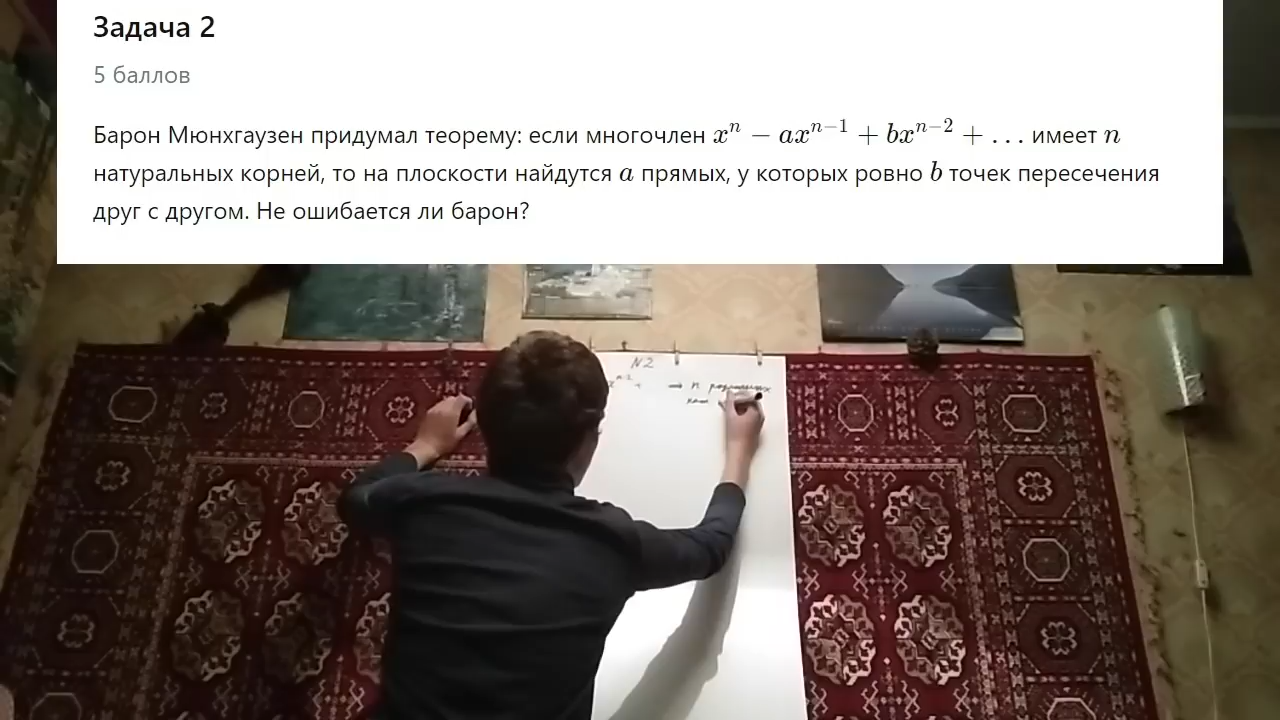 Задача 2
5 баллов
Барон Мюнхгаузен придумал теорему: если многочлен xⁿ − axⁿ⁻¹ + bxⁿ⁻² + … имеет n
натуральных корней, то на плоскости найдутся a прямых, у которых ровно b точек пересечения
друг с другом. Не ошибается ли барон?
N2
n